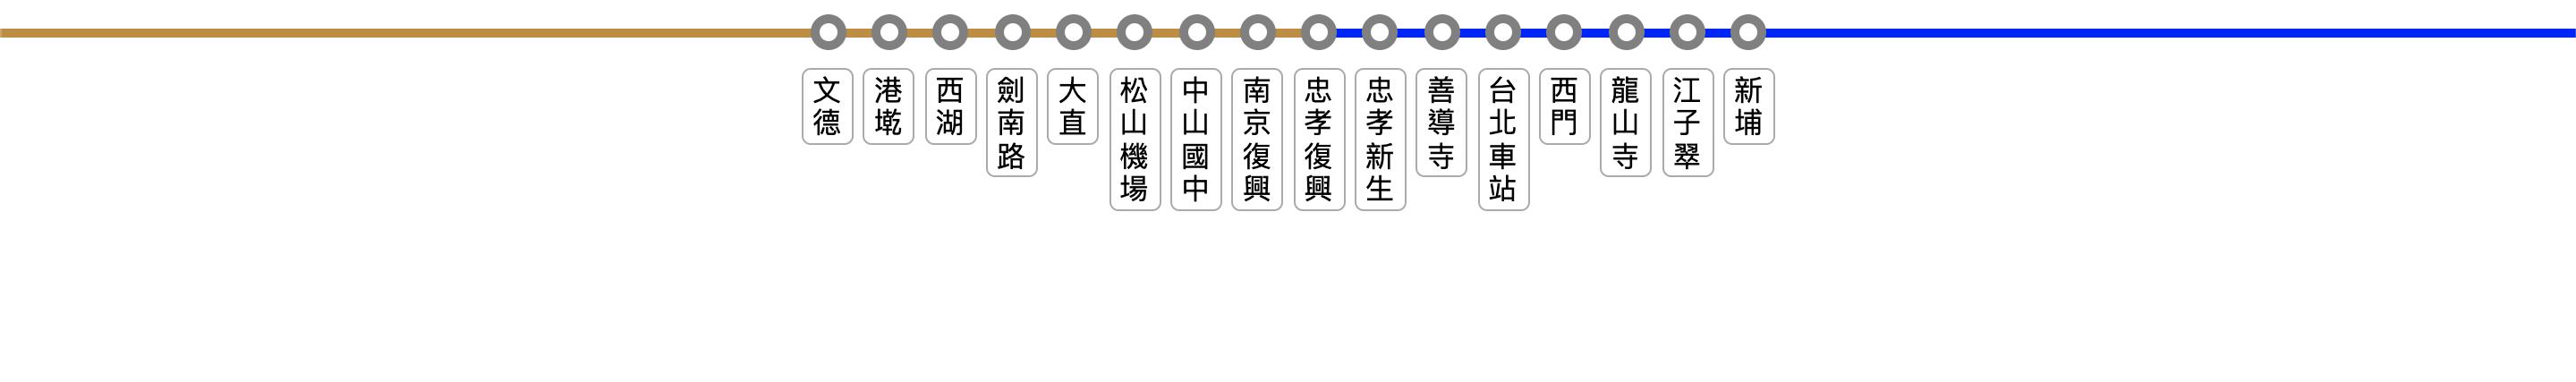 文德
港墘
西湖
劍南路
大直
松山機場
中山國中
南京復興
忠孝復興
忠孝新生
善導寺
台北車站
西門
龍山寺
江子翠
新埔